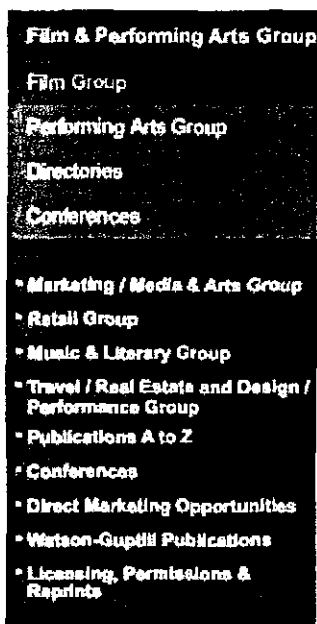 Film & Performing Arts Group
Film Group
Performing Arts Group
Directories
Conferences
• Marketing / Media & Arts Group
• Retail Group
• Music & Literary Group
• Travel / Real Estate and Design /
Performance Group
• Publications A to Z
• Conferences
• Direct Marketing Opportunities
• Watson-Guptill Publications
• Licensing, Permissions &
Reprints